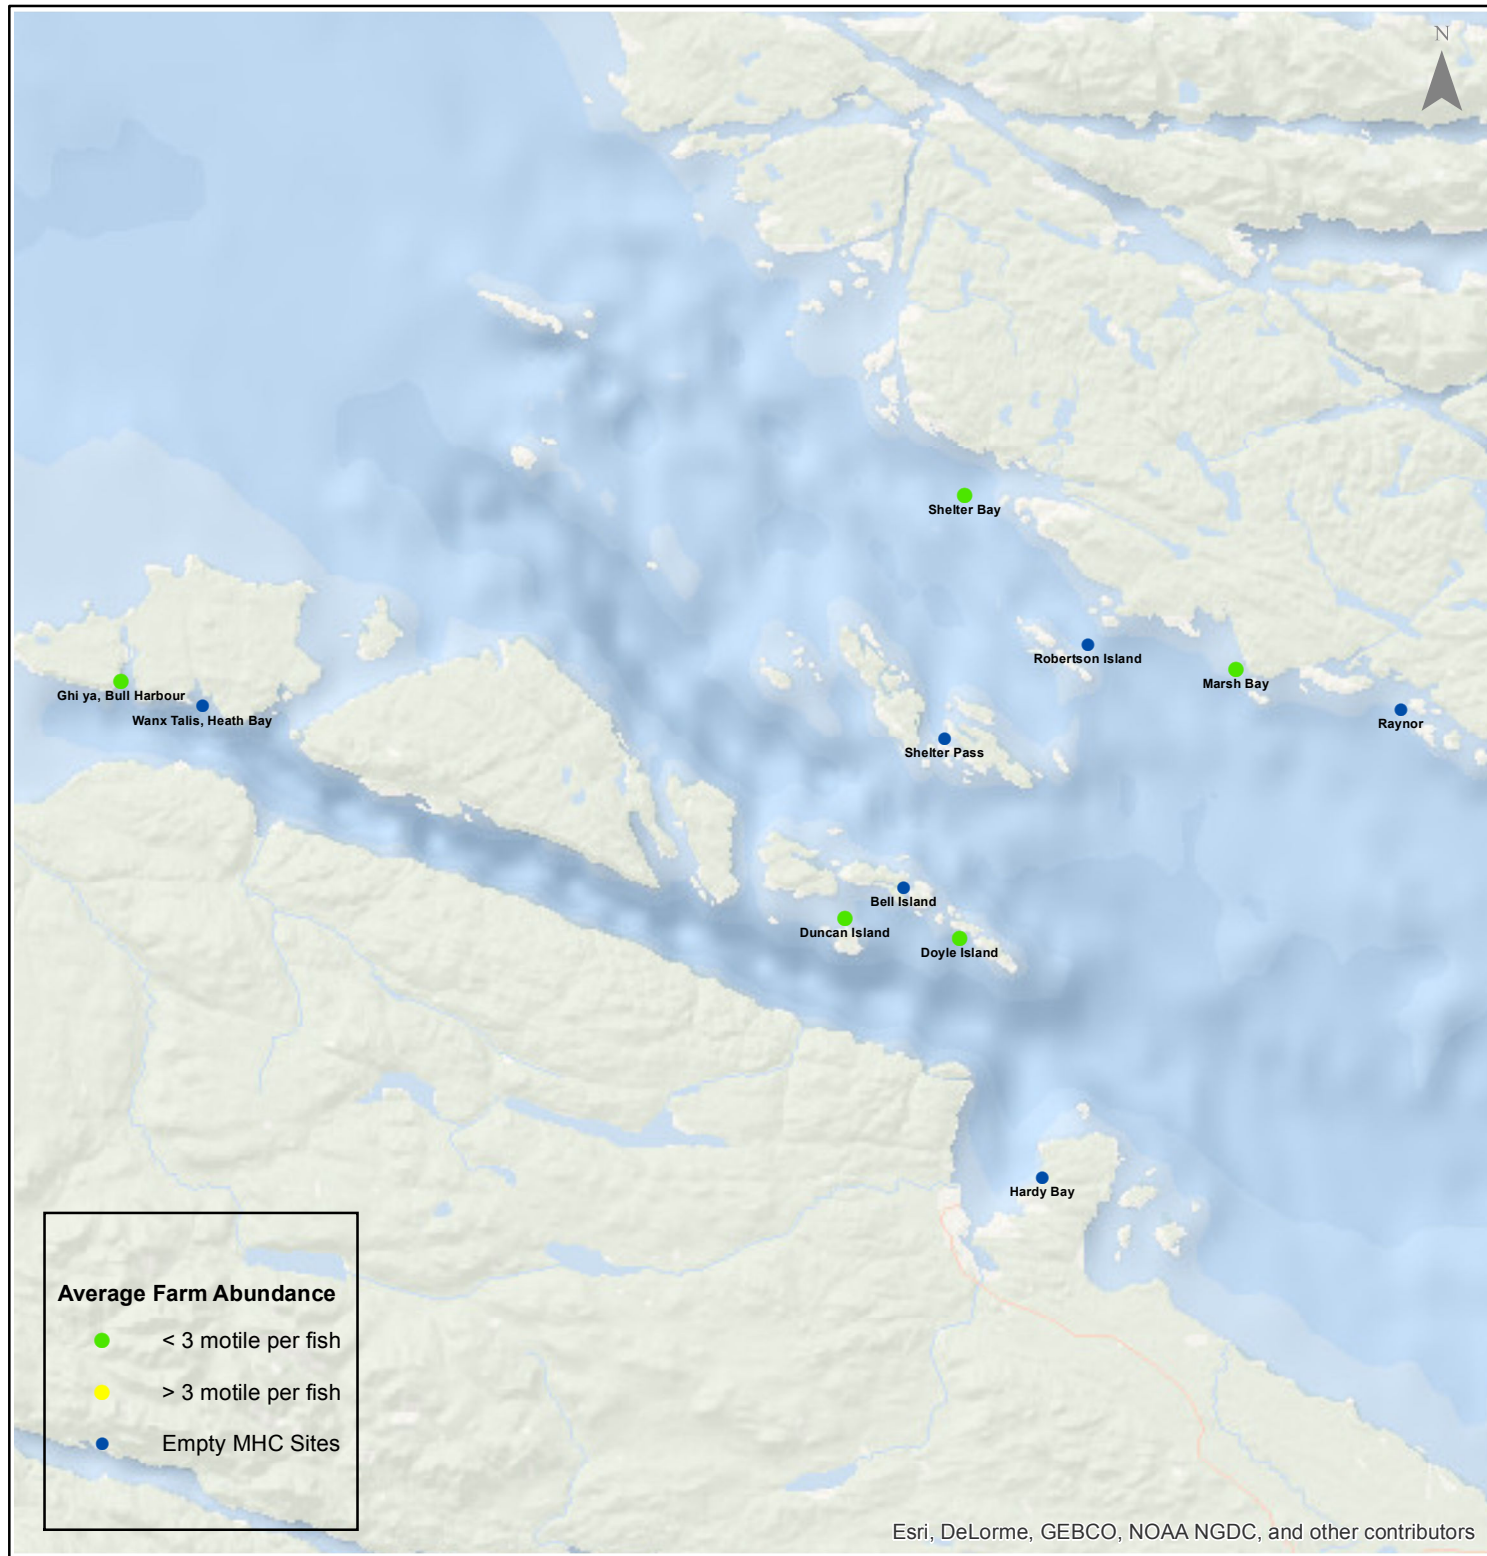 N
Shelter Bay
Robertson Island
Marsh Bay
Ghi ya, Bull Harbour
Wanx Talis, Heath Bay
Raynor
Shelter Pass
Bell Island
Duncan Island
Doyle Island
Hardy Bay
Average Farm Abundance
< 3 motile per fish
> 3 motile per fish
Empty MHC Sites
Esri, DeLorme, GEBCO, NOAA NGDC, and other contributors